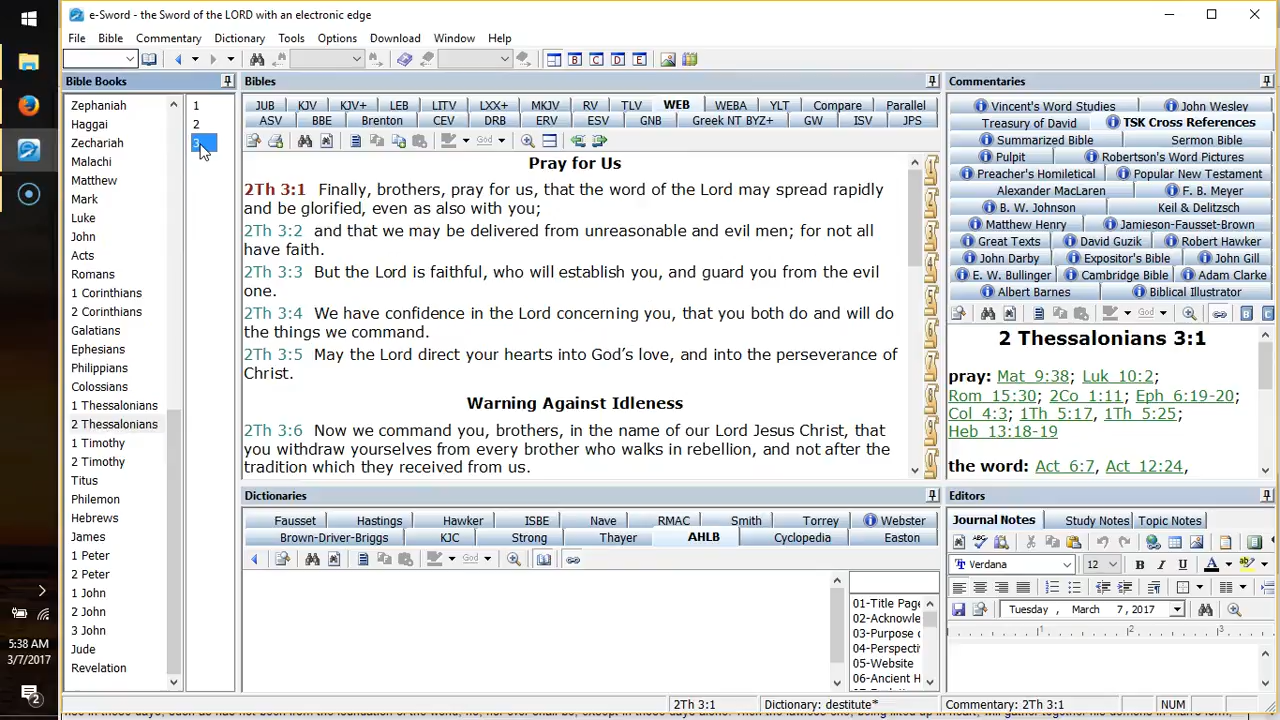 e-Sword - the Sword of the LORD with an electronic edge
File Bible Commentary Dictionary Tools Options Download Window Help
B C D E
Bible Books
Zephaniah
Haggai
Zechariah
Malachi
Matthew
Mark
Luke
John
Acts
Romans
1 Corinthians
2 Corinthians
Galatians
Ephesians
Philippians
Colossians
1 Thessalonians
2 Thessalonians
1 Timothy
2 Timothy
Titus
Philemon
Hebrews
James
1 Peter
2 Peter
1 John
2 John
3 John
Jude
Revelation
1
2
3
Bibles
JUB KJV KJV+ LEB LITV LXX+ MKJV RV TLV WEB WEBA YLT Compare Parallel
ASV BBE Brenton CEV DRB ERV ESV GNB Greek NT BYZ+ GW ISV JPS
God
Pray for Us
2Th 3:1 Finally, brothers, pray for us, that the word of the Lord may spread rapidly
and be glorified, even as also with you;
2Th 3:2 and that we may be delivered from unreasonable and evil men; for not all
have faith.
2Th 3:3 But the Lord is faithful, who will establish you, and guard you from the evil
one.
2Th 3:4 We have confidence in the Lord concerning you, that you both do and will do
the things we command.
2Th 3:5 May the Lord direct your hearts into God's love, and into the perseverance of
Christ.
Warning Against Idleness
2Th 3:6 Now we command you, brothers, in the name of our Lord Jesus Christ, that
you withdraw yourselves from every brother who walks in rebellion, and not after the
tradition which they received from us.
1
2
3
4
5
6
7
8
9
0
Commentaries
Vincent's Word Studies John Wesley
Treasury of David TSK Cross References
Summarized Bible Sermon Bible
Pulpit Robertson's Word Pictures
Preacher's Homiletical Popular New Testament
Alexander MacLaren F. B. Meyer
B. W. Johnson Keil & Delitzsch
Matthew Henry Jamieson-Fausset-Brown
Great Texts David Guzik Robert Hawker
John Darby Expositor's Bible John Gill
E. W. Bullinger Cambridge Bible Adam Clarke
Albert Barnes Biblical Illustrator
God B C
2 Thessalonians 3:1
pray: Mat 9:38; Luk 10:2;
Rom 15:30; 2Co 1:11; Eph 6:19-20;
Col 4:3; 1Th 5:17, 1Th 5:25;
Heb 13:18-19
the word: Act 6:7, Act 12:24,
Dictionaries
Fausset Hastings Hawker ISBE Nave RMAC Smith Torrey Webster
Brown-Driver-Briggs KJC Strong Thayer AHLB Cyclopedia Easton
God
01-Title Page
02-Acknowle
03-Purpose o
04-Perspecti
05-Website
06-Ancient H
Editors
Journal Notes Study Notes Topic Notes
Verdana 12 B I U A
Tuesday , March 7, 2017
1 2 3
5:38 AM
3/7/2017
2
2Th 3:1 Dictionary: destitute* Commentary: 2Th 3:1 NUM